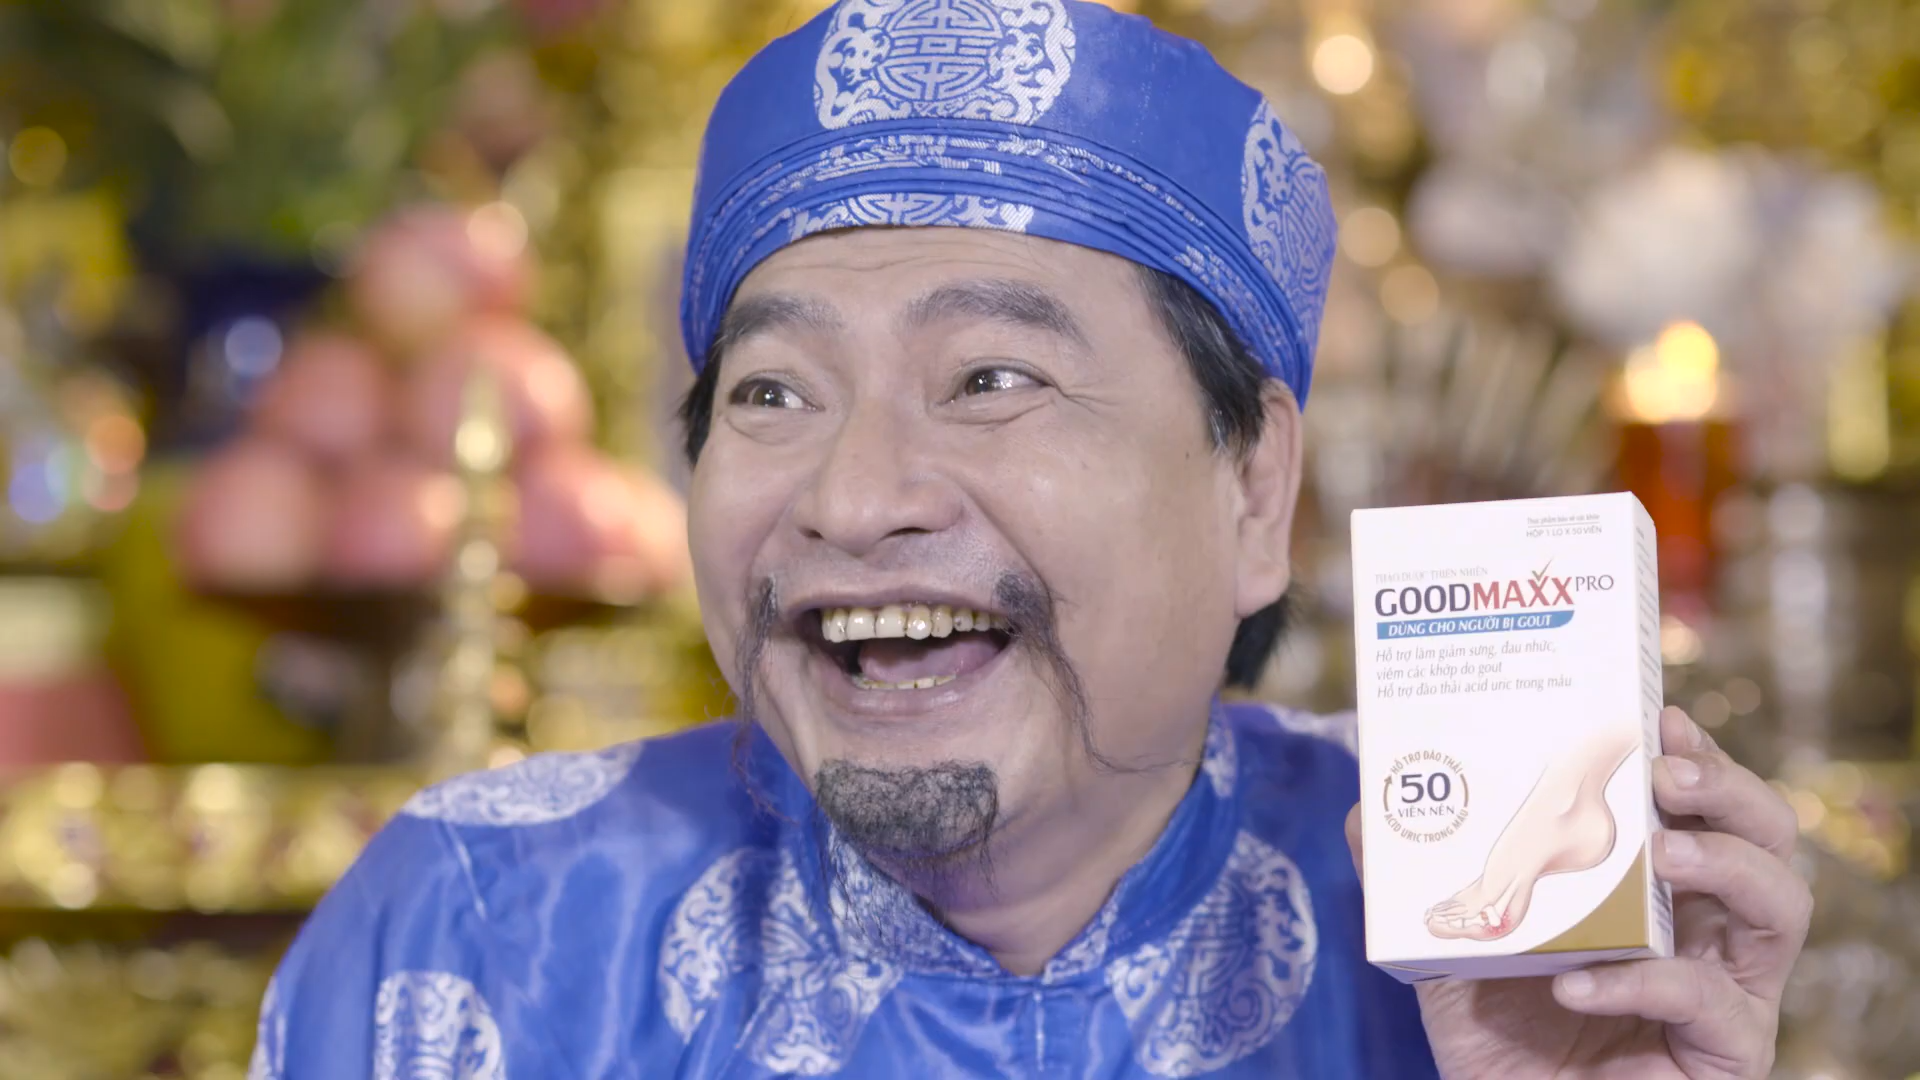 Thực phẩm bảo vệ sức khỏe
HỘP 1 LỌ X 50 VIÊN
THẢO DƯỢC THIÊN NHIÊN
GOODMAXX PRO
DÙNG CHO NGƯỜI BỊ GOUT
Hỗ trợ làm giảm sưng, đau nhức,
viêm các khớp do gout
Hỗ trợ đào thải acid uric trong máu
HỖ TRỢ ĐÀO THẢI
50
VIÊN NÉN
ACID URIC TRONG MÁU